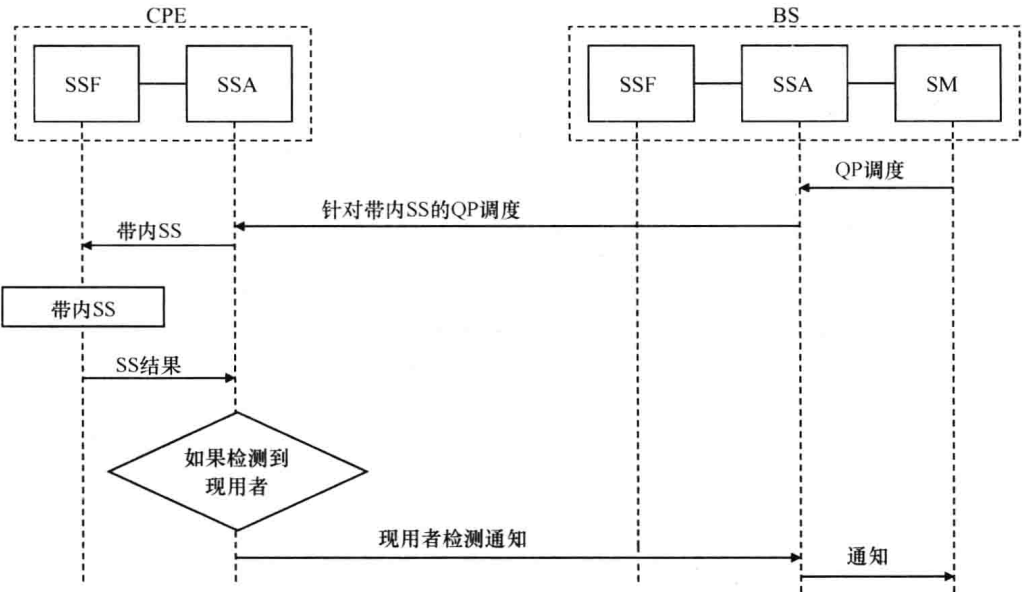 CPE
BS
SSF
SSA
SSF
SSA
SM
QP调度
针对带内SS的QP调度
带内SS
带内SS
SS结果
如果检测到
现用者
现用者检测通知
通知